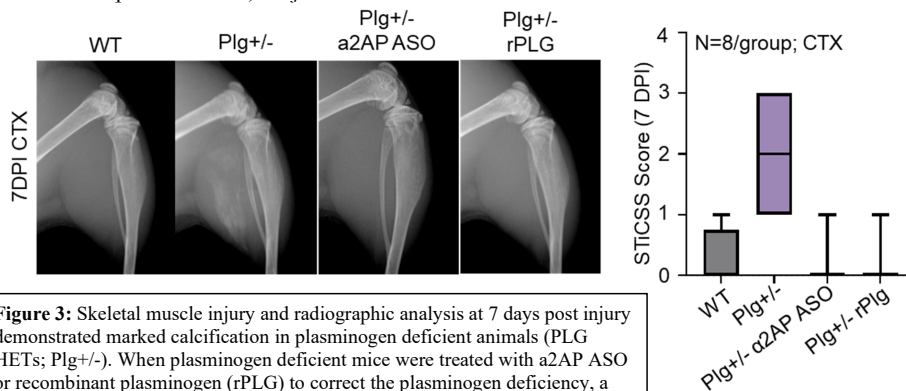 WT
Plg+/-
Plg+/-
a2AP ASO
Plg+/-
rPLG
7DPI CTX
STiCSS Score (7 DPI)
4
3
2
1
0
N=8/group; CTX
WT
Plg+/-
Plg+/- α2AP ASO
Plg+/- rPlg
Figure 3: Skeletal muscle injury and radiographic analysis at 7 days post injury
demonstrated marked calcification in plasminogen deficient animals (PLG
HETs; Plg+/-). When plasminogen deficient mice were treated with a2AP ASO
or recombinant plasminogen (rPLG) to correct the plasminogen deficiency, a